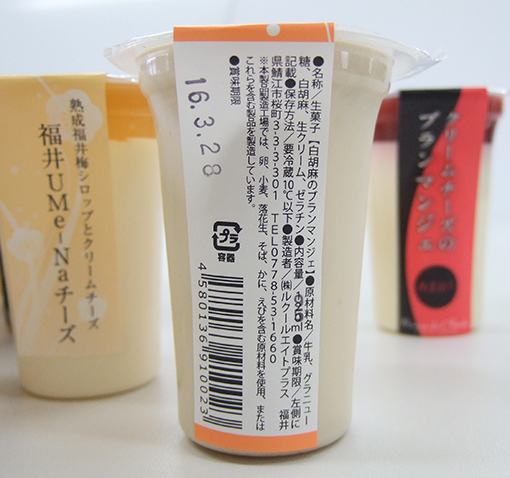 ●名称／生菓子【白胡麻のブランマンジェ】●原材料名／牛乳、グラニュー
糖、白胡麻、生クリーム、ゼラチン●内容量／195ml●賞味期限／左側に
記載●保存方法／要冷蔵10℃以下●製造者／㈱ルクールエイトプラス 福井
県鯖江市桜町3-3-3-301 TEL0778-53-1660
※本製品製造工場では、卵、小麦、落花生、そば、かに、えびを含む原材料を使用、または
これらを含む製品を製造しています。
●賞味期限
16.3.28
プラ
容器
4580136910023
熟成福井梅シロップとクリームチーズ
福井UMe-Naチーズ
クリームチーズの
ブランマンジェ